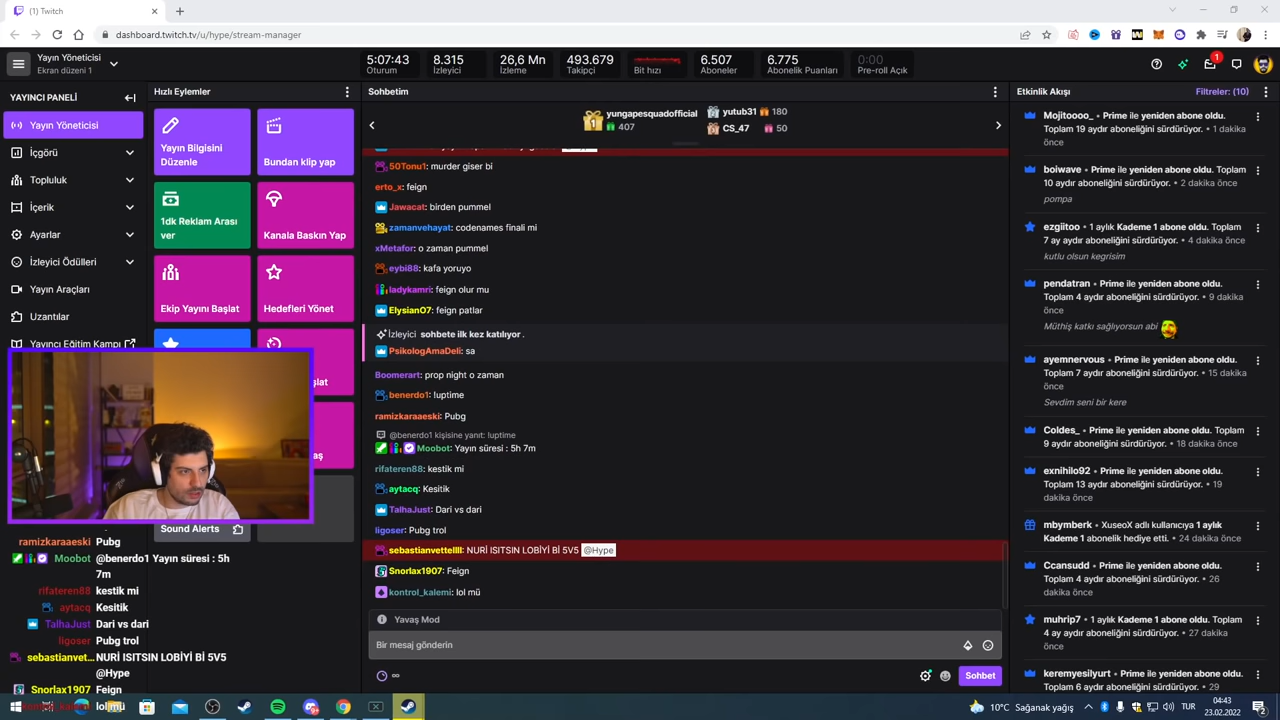 (1) Twitch
dashboard.twitch.tv/u/hype/stream-manager
Yayın Yöneticisi
Ekran düzeni 1
5:07:43
Oturum
8.315
İzleyici
26,6 Mn
İzleme
493.679
Takipçi
Bit hızı
6.507
Aboneler
6.775
Abonelik Puanları
0:00
Pre-roll Açık
1
YAYINCI PANELİ
Yayın Yöneticisi
İçgörü
Topluluk
İçerik
Ayarlar
İzleyici Ödülleri
Yayın Araçları
Uzantılar
Yayıncı Eğitim Kampı
Hızlı Eylemler
Yayın Bilgisini
Düzenle
Bundan klip yap
1dk Reklam Arası
ver
Kanala Baskın Yap
Ekip Yayını Başlat
Hedefleri Yönet
Sound Alerts
ramizkaraeski Pubg
Moobot @benerdo1 Yayın süresi : 5h
7m
rifateren88 kestik mi
aytacq Kesitik
TalhaJust Dari vs dari
ligoser Pubg trol
sebastianvet... NURİ ISITSIN LOBİYİ Bİ 5V5
@Hype
Snorlax1907 Feign
kontrol_kalemi lol mü
Sohbetim
yungapesquadofficial
407
yutub31 180
CS_47 50
50Tonu1: murder giser bi
erto_x: feign
Jawacat: birden pummel
zamanvehayat: codenames finali mi
xMetafor: o zaman pummel
eybi88: kafa yoruyo
ladykamri: feign olur mu
ElysianO7: feign patlar
İzleyici sohbete ilk kez katılıyor .
PsikologAmaDeli: sa
Boomerart: prop night o zaman
benerdo1: !uptime
ramizkaraeski: Pubg
@benerdo1 kişisine yanıt: !uptime
Moobot: Yayın süresi : 5h 7m
rifateren88: kestik mi
aytacq: Kesitik
TalhaJust: Dari vs dari
ligoser: Pubg trol
sebastianvettellll: NURİ ISITSIN LOBİYİ Bİ 5V5 @Hype
Snorlax1907: Feign
kontrol_kalemi: lol mü
Yavaş Mod
Bir mesaj gönderin
Sohbet
Etkinlik Akışı
Filtreler: (10)
Mojitoooo_ • Prime ile yeniden abone oldu.
Toplam 19 aydır aboneliğini sürdürüyor. • 1 dakika
önce
boiwave • Prime ile yeniden abone oldu. Toplam
10 aydır aboneliğini sürdürüyor. • 2 dakika önce
pompa
ezgiitoo • 1 aylık Kademe 1 abone oldu. Toplam
7 ay aydır aboneliğini sürdürüyor. • 4 dakika önce
kutlu olsun kegrisim
pendatran • Prime ile yeniden abone oldu.
Toplam 4 aydır aboneliğini sürdürüyor. • 9 dakika
önce
Müthiş katkı sağlıyorsun abi
ayemnervous • Prime ile yeniden abone oldu.
Toplam 7 aydır aboneliğini sürdürüyor. • 15 dakika
önce
Sevdim seni bir kere
Coldes_ • Prime ile yeniden abone oldu. Toplam
9 aydır aboneliğini sürdürüyor. • 18 dakika önce
exnihilo92 • Prime ile yeniden abone oldu.
Toplam 13 aydır aboneliğini sürdürüyor. • 19
dakika önce
mbymberk • XuseoX adlı kullanıcıya 1 aylık
Kademe 1 abonelik hediye etti. • 24 dakika önce
Ccansudd • Prime ile yeniden abone oldu.
Toplam 4 aydır aboneliğini sürdürüyor. • 26
dakika önce
muhrip7 • 1 aylık Kademe 1 abone oldu. Toplam
4 ay aydır aboneliğini sürdürüyor. • 27 dakika
önce
keremyesilyurt • Prime ile yeniden abone oldu.
Toplam 6 aydır aboneliğini sürdürüyor. • 29
10°C Sağanak yağış
TUR
04:43
23.02.2022
2